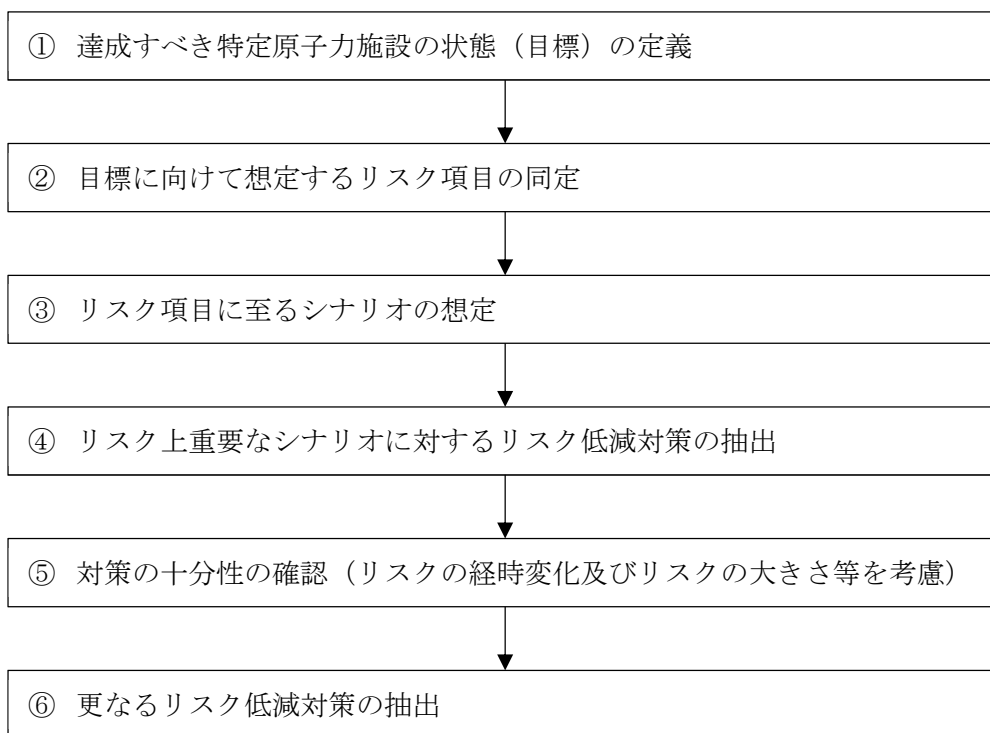 ① 達成すべき特定原子力施設の状態（目標）の定義
② 目標に向けて想定するリスク項目の同定
③ リスク項目に至るシナリオの想定
④ リスク上重要なシナリオに対するリスク低減対策の抽出
⑤ 対策の十分性の確認（リスクの経時変化及びリスクの大きさ等を考慮）
⑥ 更なるリスク低減対策の抽出